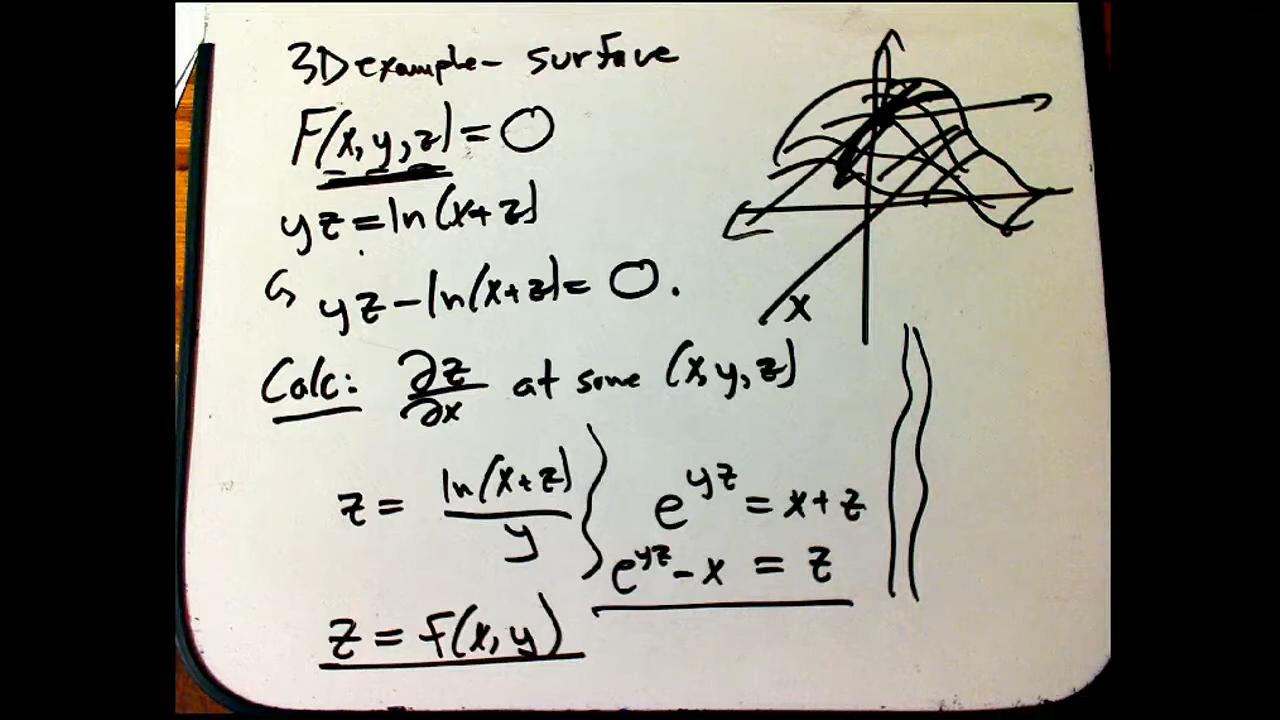 3D example - surface
F(x, y, z) = 0
yz = ln(x+z)
↳ yz - ln(x+z) = 0.
x
Calc: ∂z/∂x at some (x, y, z)
z = ln(x+z)/y
e^{yz} = x+z
e^{yz} - x = z
z = f(x, y)